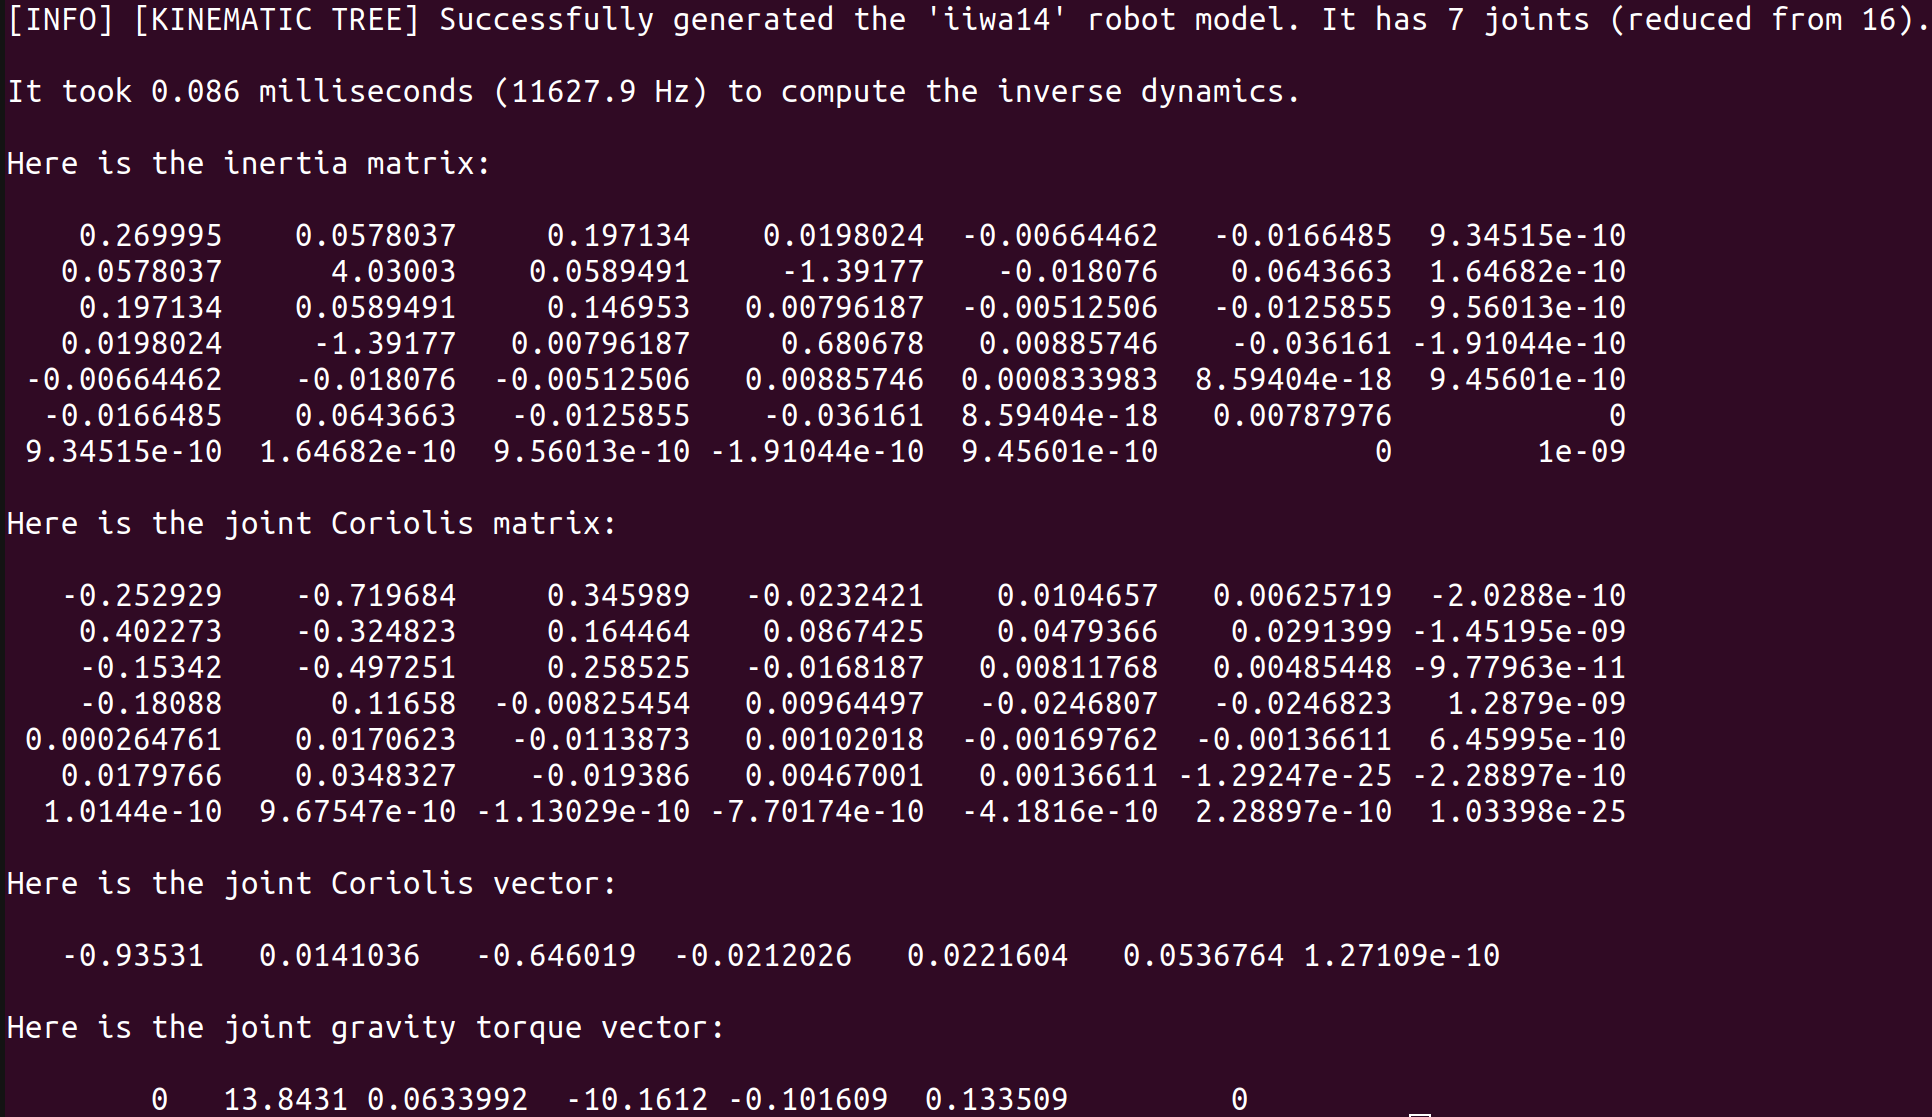 [INFO] [KINEMATIC TREE] Successfully generated the 'iiwa14' robot model. It has 7 joints (reduced from 16).
It took 0.086 milliseconds (11627.9 Hz) to compute the inverse dynamics.
Here is the inertia matrix:
0.269995 0.0578037 0.197134 0.0198024 -0.00664462 -0.0166485 9.34515e-10
0.0578037 4.03003 0.0589491 -1.39177 -0.018076 0.0643663 1.64682e-10
0.197134 0.0589491 0.146953 0.00796187 -0.00512506 -0.0125855 9.56013e-10
0.0198024 -1.39177 0.00796187 0.680678 0.00885746 -0.036161 -1.91044e-10
-0.00664462 -0.018076 -0.00512506 0.00885746 0.000833983 8.59404e-18 9.45601e-10
-0.0166485 0.0643663 -0.0125855 -0.036161 8.59404e-18 0.00787976 0
9.34515e-10 1.64682e-10 9.56013e-10 -1.91044e-10 9.45601e-10 0 1e-09
Here is the joint Coriolis matrix:
-0.252929 -0.719684 0.345989 -0.0232421 0.0104657 0.00625719 -2.0288e-10
0.402273 -0.324823 0.164464 0.0867425 0.0479366 0.0291399 -1.45195e-09
-0.15342 -0.497251 0.258525 -0.0168187 0.00811768 0.00485448 -9.77963e-11
-0.18088 0.11658 -0.00825454 0.00964497 -0.0246807 -0.0246823 1.2879e-09
0.000264761 0.0170623 -0.0113873 0.00102018 -0.00169762 -0.00136611 6.45995e-10
0.0179766 0.0348327 -0.019386 0.00467001 0.00136611 -1.29247e-25 -2.28897e-10
1.0144e-10 9.67547e-10 -1.13029e-10 -7.70174e-10 -4.1816e-10 2.28897e-10 1.03398e-25
Here is the joint Coriolis vector:
-0.93531 0.0141036 -0.646019 -0.0212026 0.0221604 0.0536764 1.27109e-10
Here is the joint gravity torque vector:
0 13.8431 0.0633992 -10.1612 -0.101609 0.133509 0